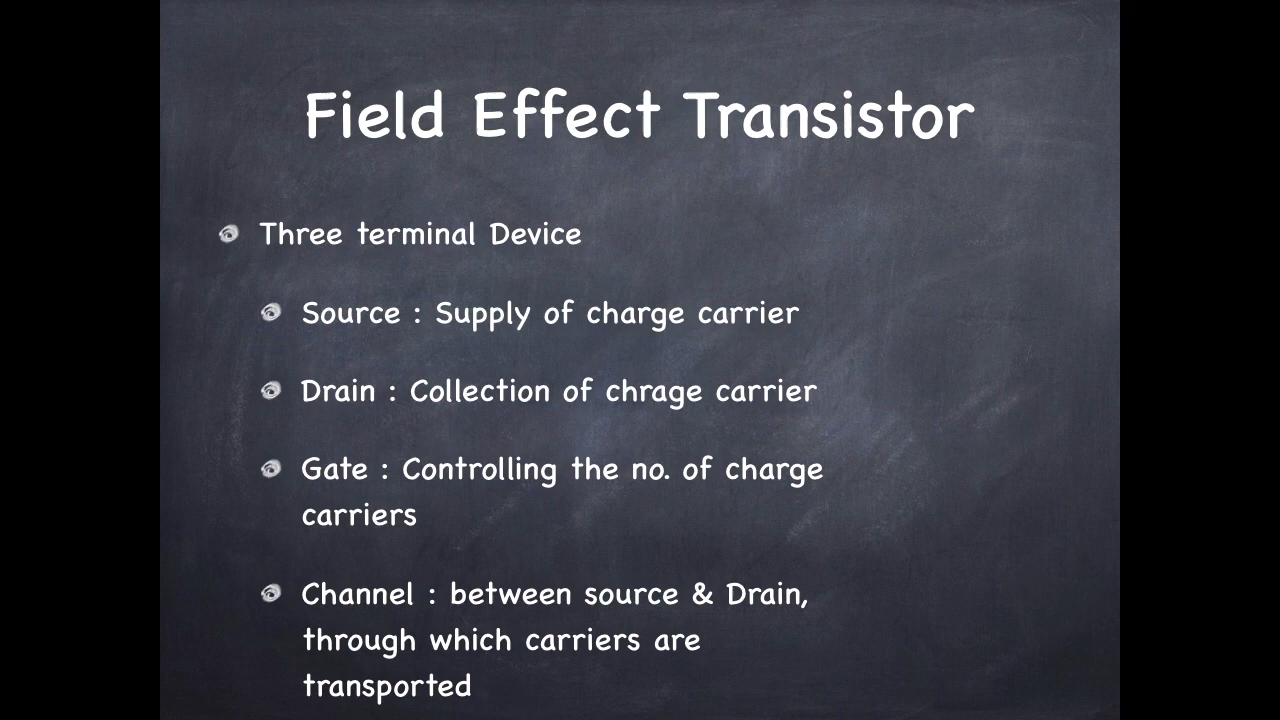 Field Effect Transistor
Three terminal Device
Source : Supply of charge carrier
Drain : Collection of chrage carrier
Gate : Controlling the no. of charge
carriers
Channel : between source & Drain,
through which carriers are
transported